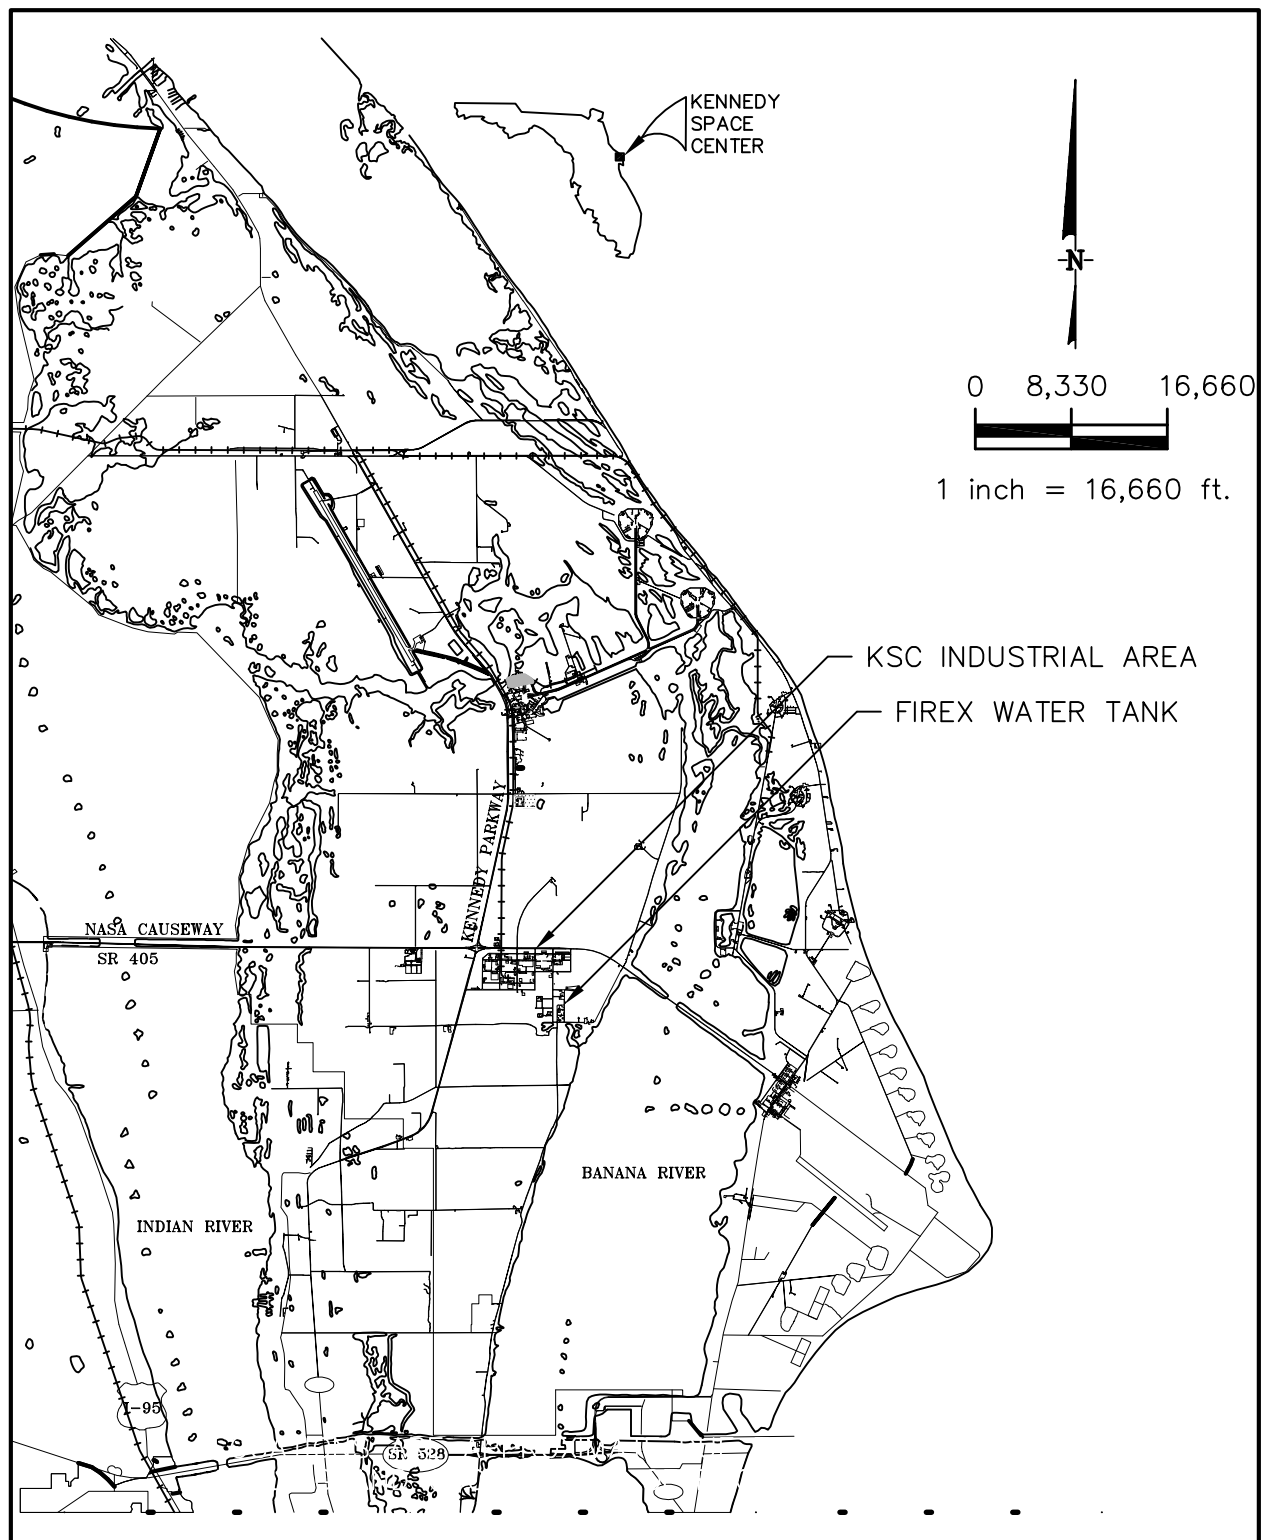 KENNEDY
SPACE
CENTER
N
0 8,330 16,660
1 inch = 16,660 ft.
KSC INDUSTRIAL AREA
FIREX WATER TANK
KENNEDY PARKWAY
NASA CAUSEWAY
SR 405
BANANA RIVER
INDIAN RIVER
I-95
SR 528